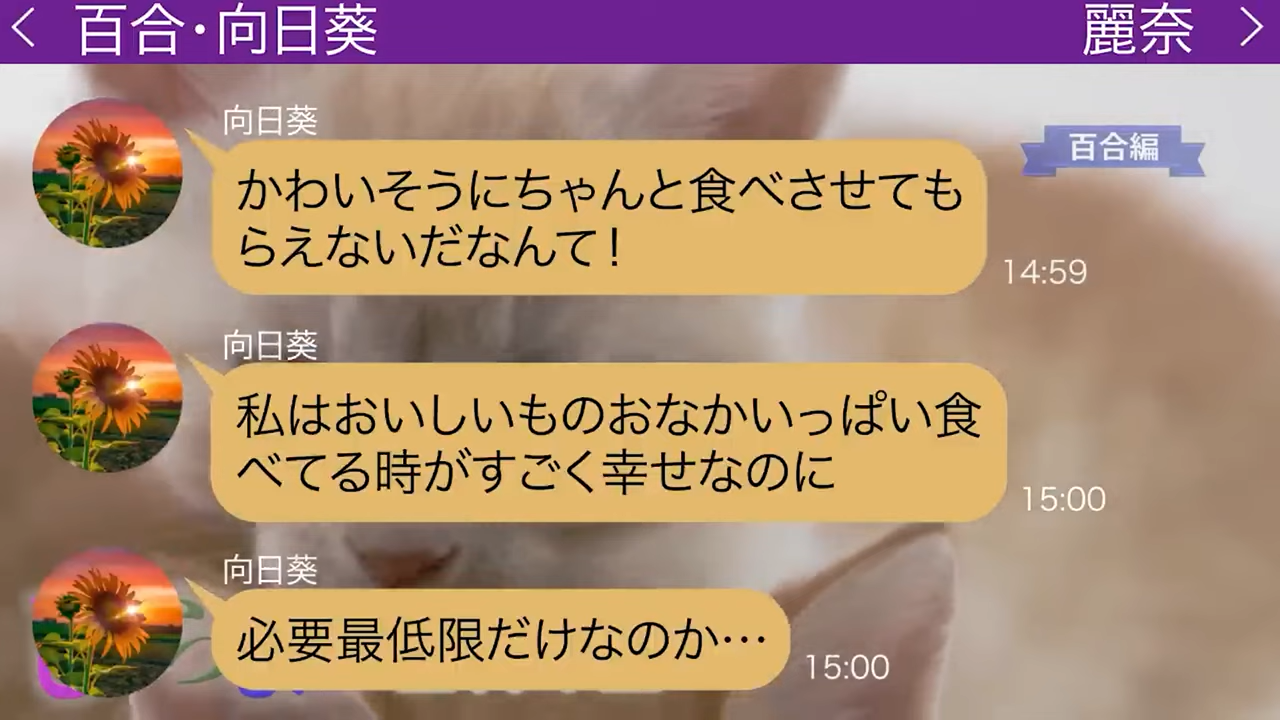 百合・向日葵
麗奈
百合編
向日葵
かわいそうにちゃんと食べさせても
らえないだなんて！
14:59
向日葵
私はおいしいものおなかいっぱい食
べてる時がすごく幸せなのに
15:00
向日葵
必要最低限だけなのか…
15:00